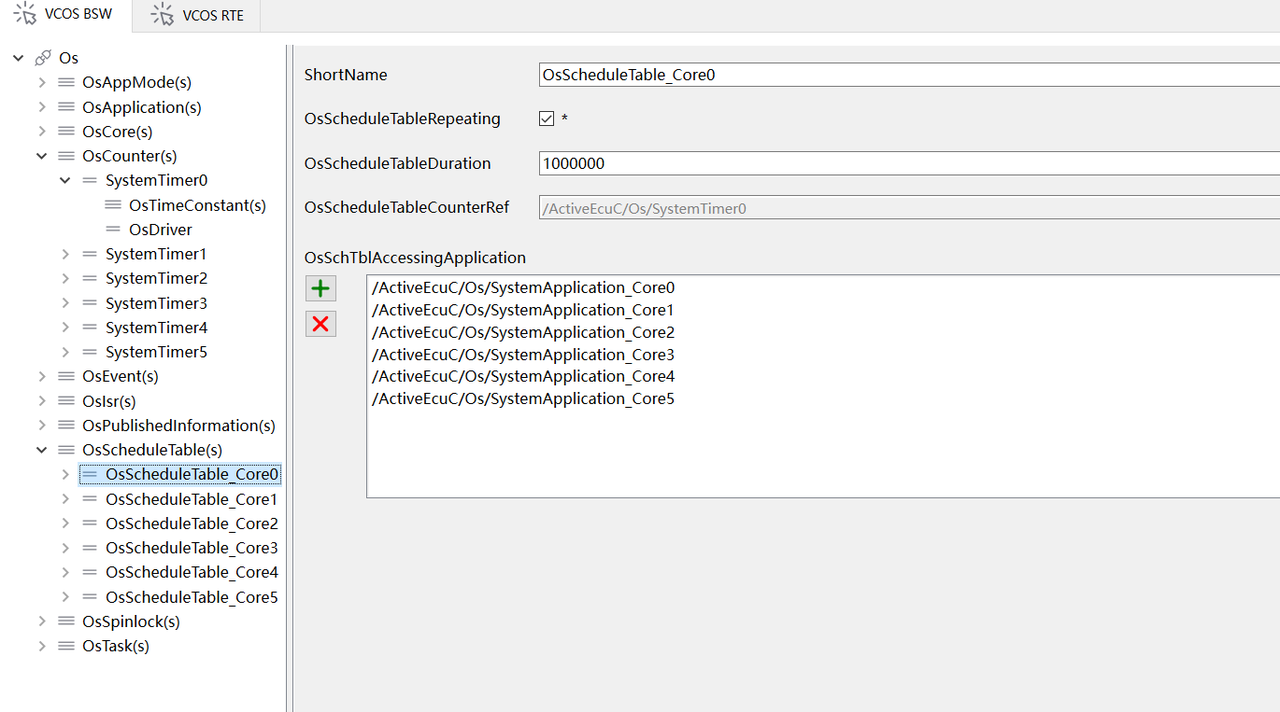 VCOS BSW
VCOS RTE
Os
OsAppMode(s)
OsApplication(s)
OsCore(s)
OsCounter(s)
SystemTimer0
OsTimeConstant(s)
OsDriver
SystemTimer1
SystemTimer2
SystemTimer3
SystemTimer4
SystemTimer5
OsEvent(s)
OsIsr(s)
OsPublishedInformation(s)
OsScheduleTable(s)
OsScheduleTable_Core0
OsScheduleTable_Core1
OsScheduleTable_Core2
OsScheduleTable_Core3
OsScheduleTable_Core4
OsScheduleTable_Core5
OsSpinlock(s)
OsTask(s)
ShortName
OsScheduleTable_Core0
OsScheduleTableRepeating
*
OsScheduleTableDuration
1000000
OsScheduleTableCounterRef
/ActiveEcuC/Os/SystemTimer0
OsSchTblAccessingApplication
/ActiveEcuC/Os/SystemApplication_Core0
/ActiveEcuC/Os/SystemApplication_Core1
/ActiveEcuC/Os/SystemApplication_Core2
/ActiveEcuC/Os/SystemApplication_Core3
/ActiveEcuC/Os/SystemApplication_Core4
/ActiveEcuC/Os/SystemApplication_Core5